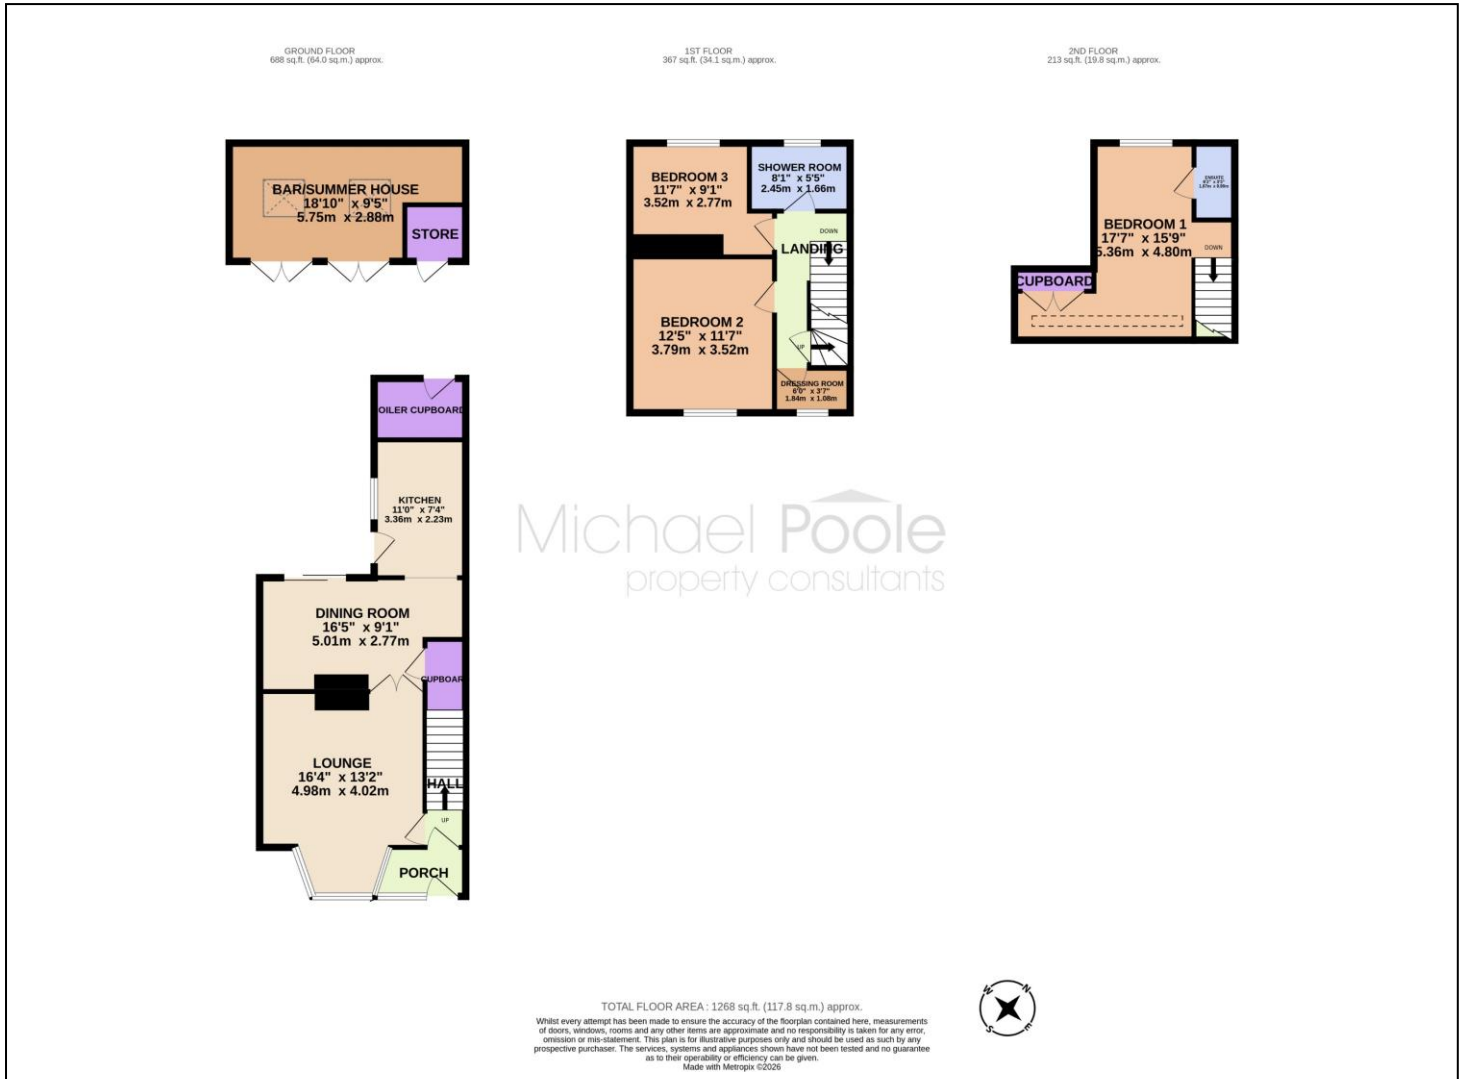 GROUND FLOOR
688 sq.ft. (64.0 sq.m.) approx.
1ST FLOOR
367 sq.ft. (34.1 sq.m.) approx.
2ND FLOOR
213 sq.ft. (19.8 sq.m.) approx.
BAR/SUMMER HOUSE
18'10" x 9'5"
5.75m x 2.88m
STORE
OILER CUPBOARD
KITCHEN
11'0" x 7'4"
3.36m x 2.23m
DINING ROOM
16'5" x 9'1"
5.01m x 2.77m
CUPBOAR
LOUNGE
16'4" x 13'2"
4.98m x 4.02m
HALL
UP
PORCH
BEDROOM 3
11'7" x 9'1"
3.52m x 2.77m
SHOWER ROOM
8'1" x 5'5"
2.45m x 1.66m
DOWN
LANDING
BEDROOM 2
12'5" x 11'7"
3.79m x 3.52m
UP
DRESSING ROOM
6'0" x 3'7"
1.84m x 1.08m
ENSUITE
BEDROOM 1
17'7" x 15'9"
5.36m x 4.80m
DOWN
CUPBOARD
Michael Poole
property consultants
TOTAL FLOOR AREA : 1268 sq.ft. (117.8 sq.m.) approx.
Whilst every attempt has been made to ensure the accuracy of the floorplan contained here, measurements
of doors, windows, rooms and any other items are approximate and no responsibility is taken for any error,
omission or mis-statement. This plan is for illustrative purposes only and should be used as such by any
prospective purchaser. The services, systems and appliances shown have not been tested and no guarantee
as to their operability or efficiency can be given.
Made with Metropix ©2026
W
N
S
E